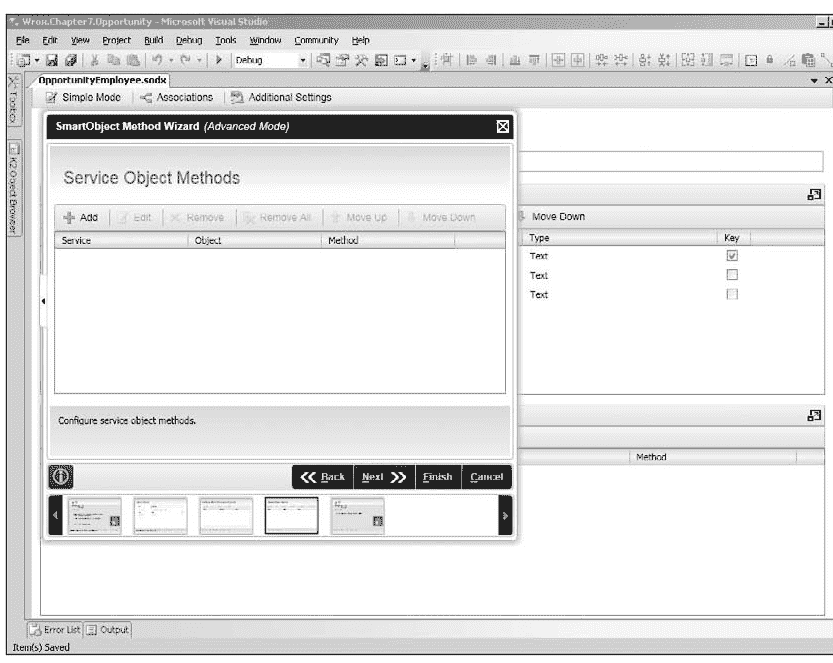 Wrox.Chapter7.Opportunity - Microsoft Visual Studio
File Edit View Project Build Debug Tools Window Community Help
Debug
OpportunityEmployee.sodx
Simple Mode Associations Additional Settings
Toolbox
K2 Object Browser
SmartObject Method Wizard (Advanced Mode)
Service Object Methods
Add Edit Remove Remove All Move Up Move Down
Service Object Method
Configure service object methods.
Back Next Finish Cancel
Move Down
Type Key
Text
Text
Text
Method
Error List Output
Item(s) Saved